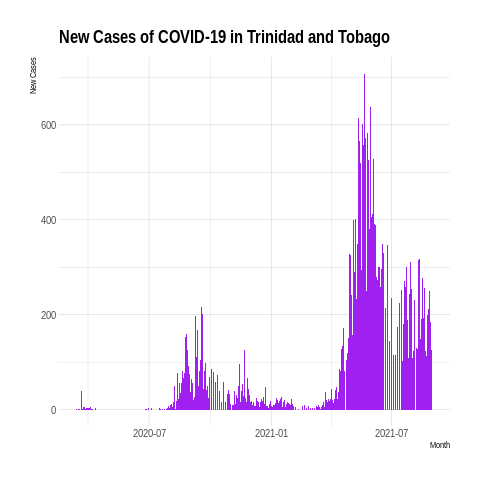 New Cases of COVID-19 in Trinidad and Tobago
New Cases
600
400
200
0
2020-07 2021-01 2021-07
Month